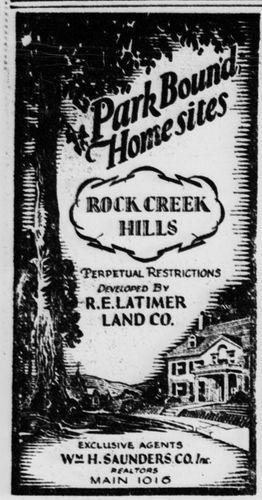 Park Bound
Homesites
ROCK CREEK
HILLS
PERPETUAL RESTRICTIONS
DEVELOPED BY
R.E. LATIMER
LAND CO.
EXCLUSIVE AGENTS
WM H. SAUNDERS CO. Inc.
REALTORS
MAIN 1016